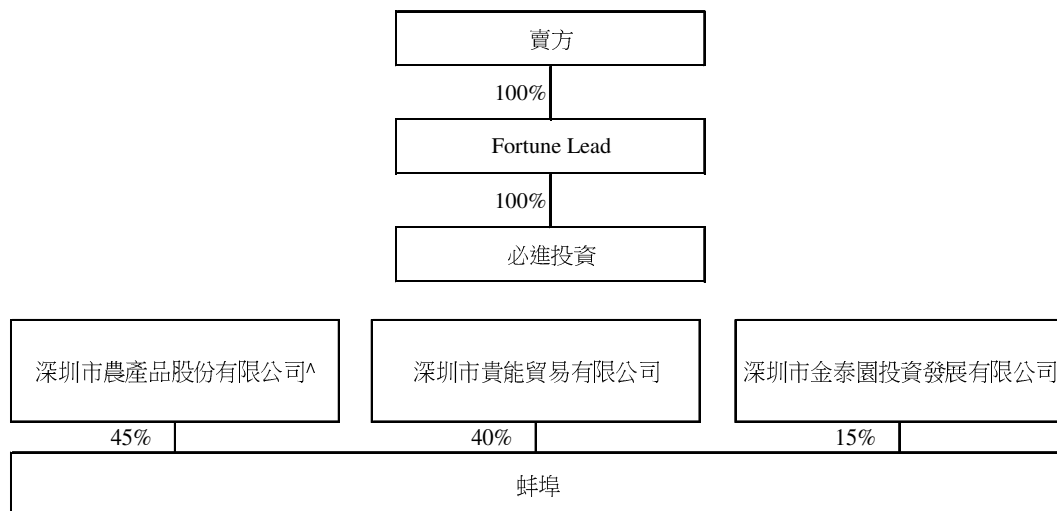 賣方
100%
Fortune Lead
100%
必進投資
深圳市農產品股份有限公司^
深圳市貴能貿易有限公司
深圳市金泰園投資發展有限公司
45%
40%
15%
蚌埠